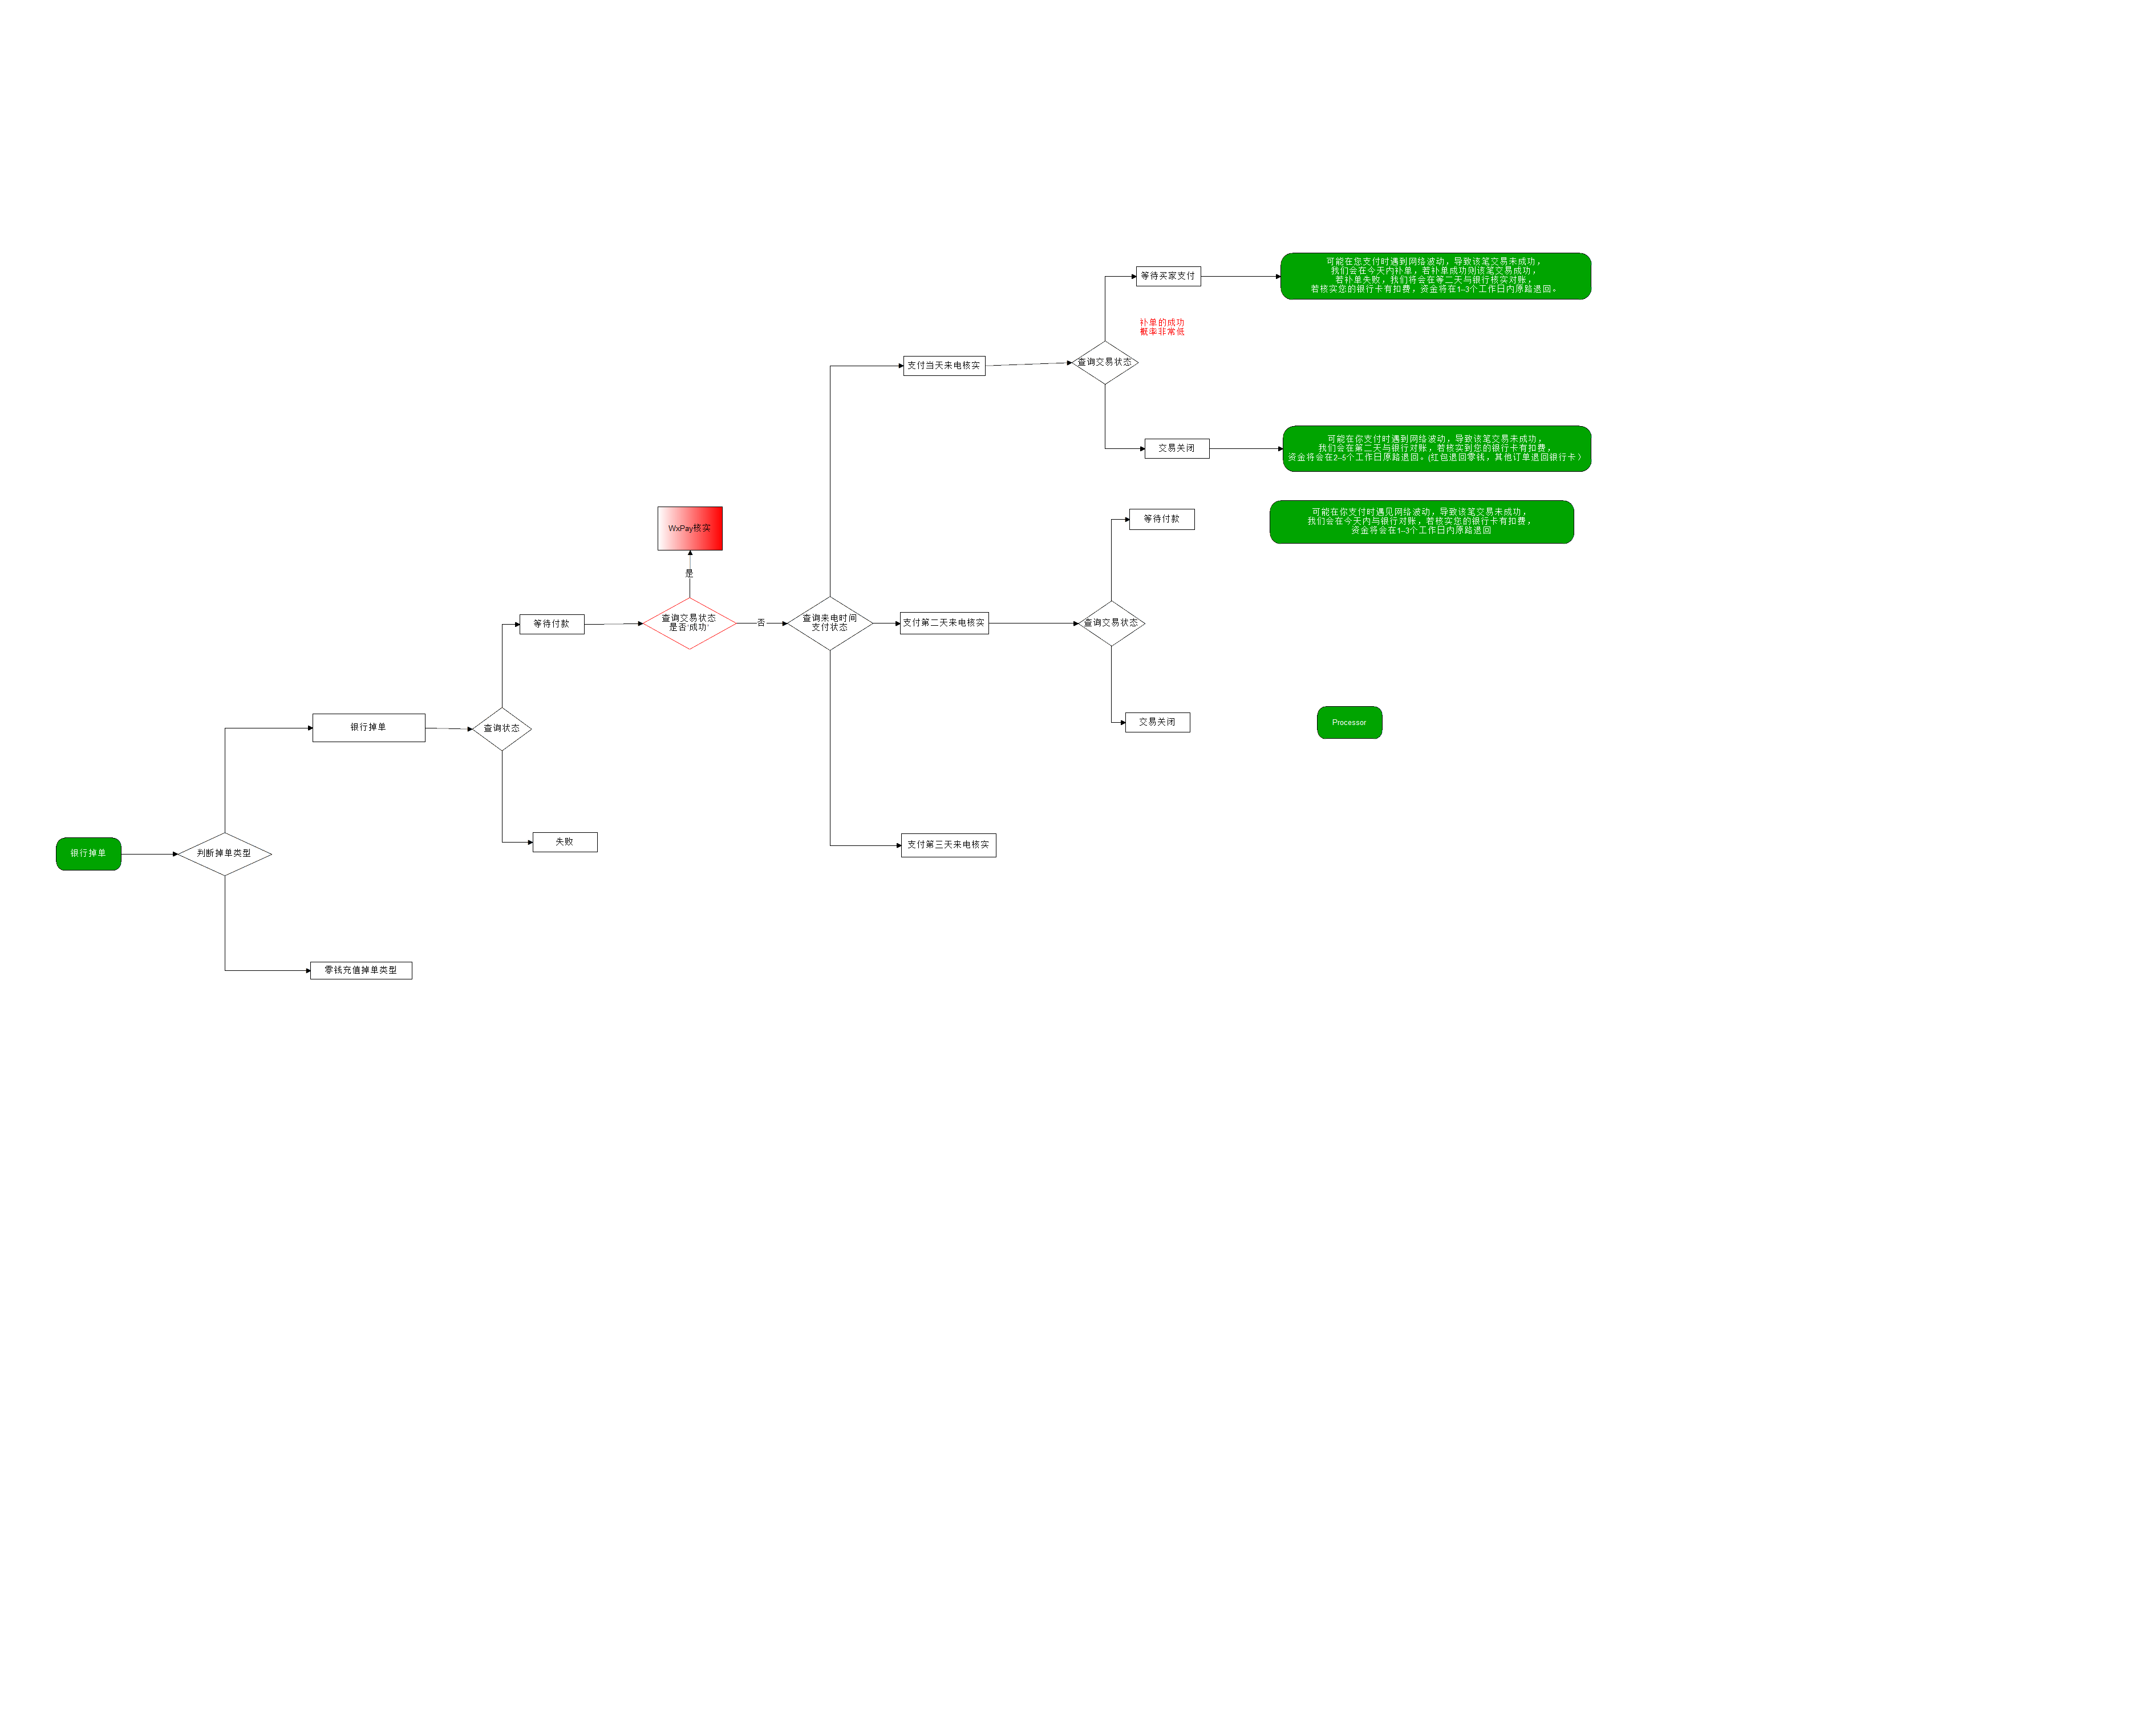 等待买家支付
可能在您支付时遇到网络波动，导致该笔交易未成功，
我们会在今天内补单，若补单成功则该笔交易成功，
若补单失败，我们将会在等二天与银行核实对账，
若核实您的银行卡有扣费，资金将在1–3个工作日内原路退回。
补单的成功
概率非常低
支付当天来电核实
查询交易状态
交易关闭
可能在你支付时遇到网络波动，导致该笔交易未成功，
我们会在第二天与银行对账，若核实到您的银行卡有扣费，
资金将会在2–5个工作日原路退回。(红包退回零钱，其他订单退回银行卡）
WxPay核实
等待付款
可能在你支付时遇见网络波动，导致该笔交易未成功，
我们会在今天内与银行对账，若核实您的银行卡有扣费，
资金将会在1–3个工作日内原路退回
是
等待付款
查询交易状态
是否‘成功’
否
查询来电时间
支付状态
支付第二天来电核实
查询交易状态
银行掉单
查询状态
交易关闭
Processor
失败
支付第三天来电核实
银行掉单
判断掉单类型
零钱充值掉单类型